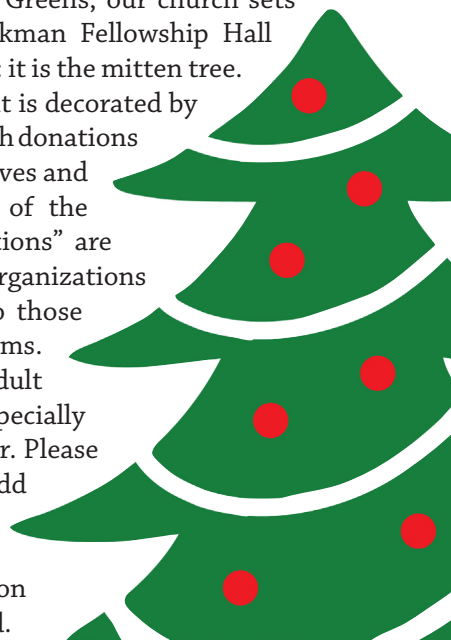 Greens, our church sets
kman Fellowship Hall
it is the mitten tree.
t is decorated by
h donations
ves and
of the
tions” are
rganizations
o those
ms.
dult
pecially
r. Please
dd
on
d.